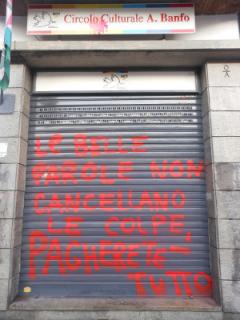 Circolo Culturale A. Banfo
LE BELLE
PAROLE NON
CANCELLANO
LE COLPE,
PAGHERETE
TUTTO